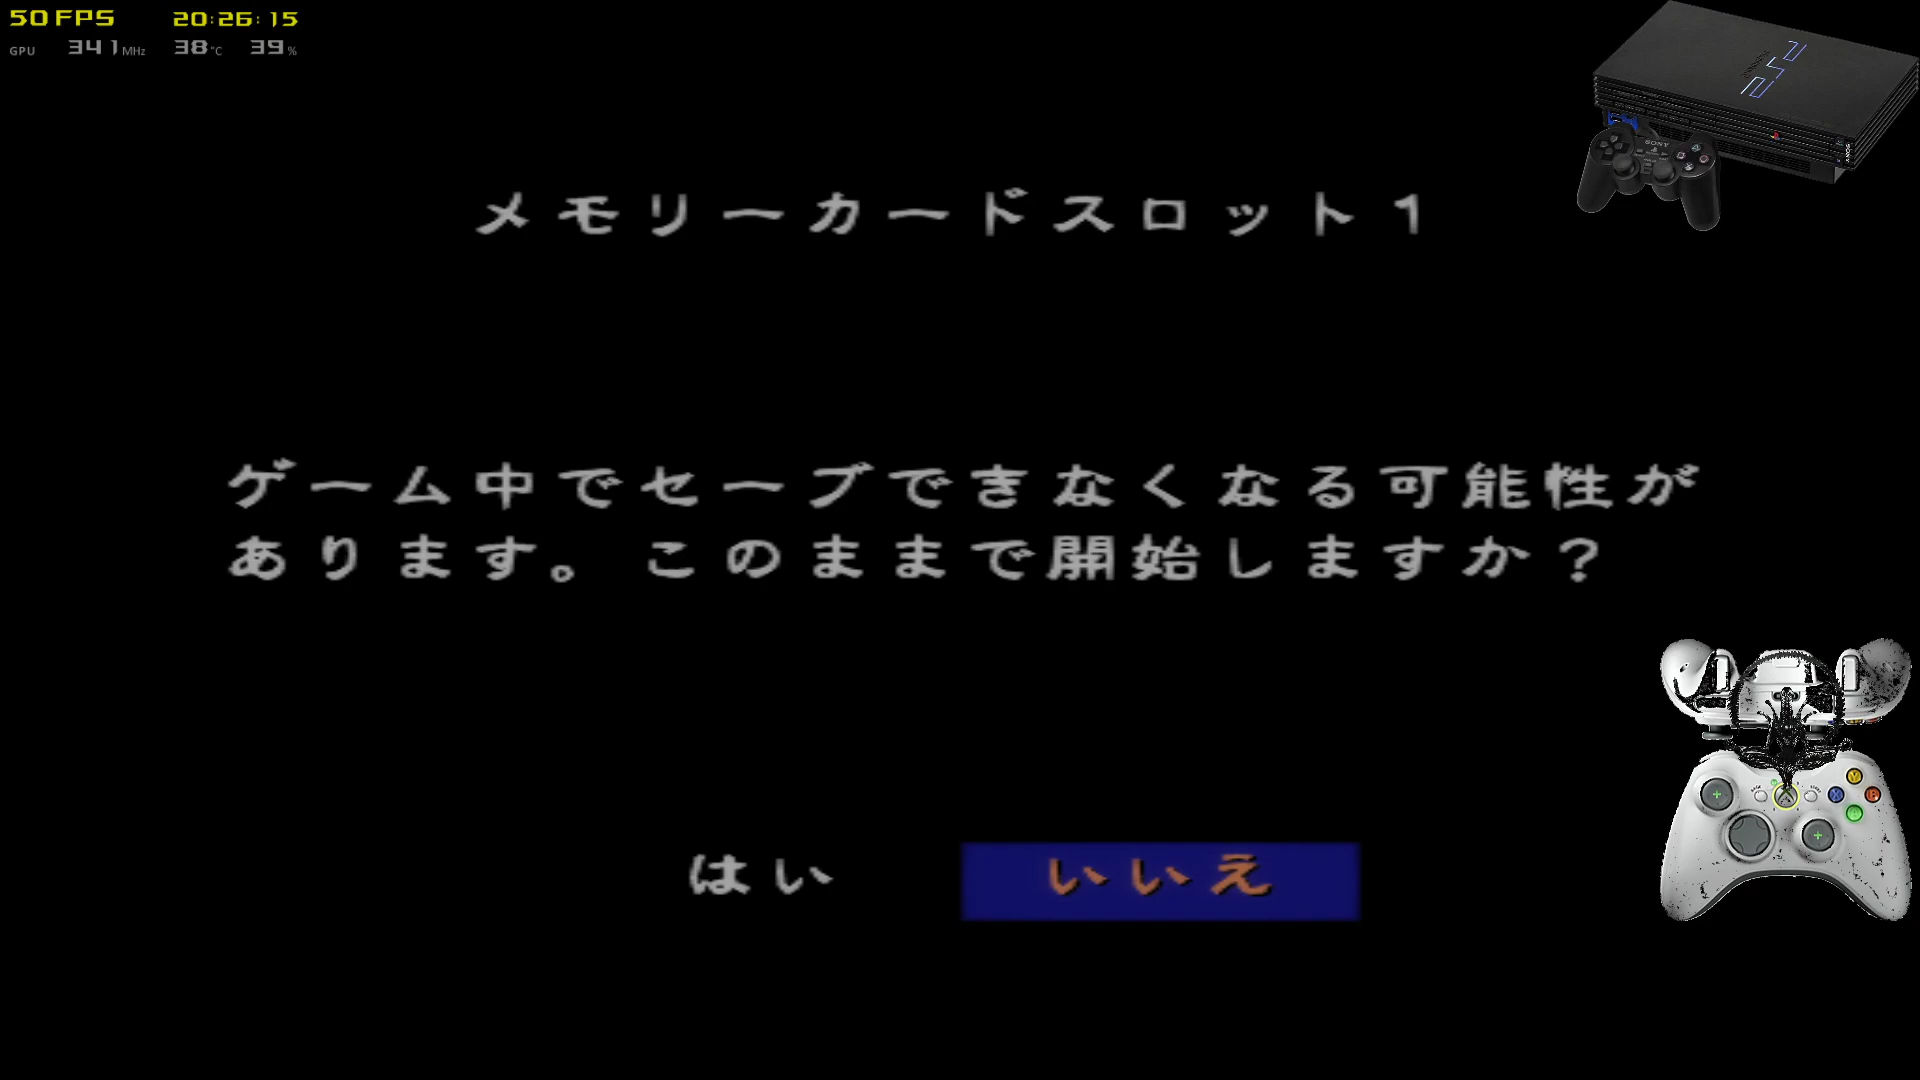 50 FPS 20:26:15
GPU 341 MHz 38 °C 39 %
SONY
メモリーカードスロット1
ゲーム中でセーブできなくなる可能性が
あります。このままで開始しますか?
はい いいえ